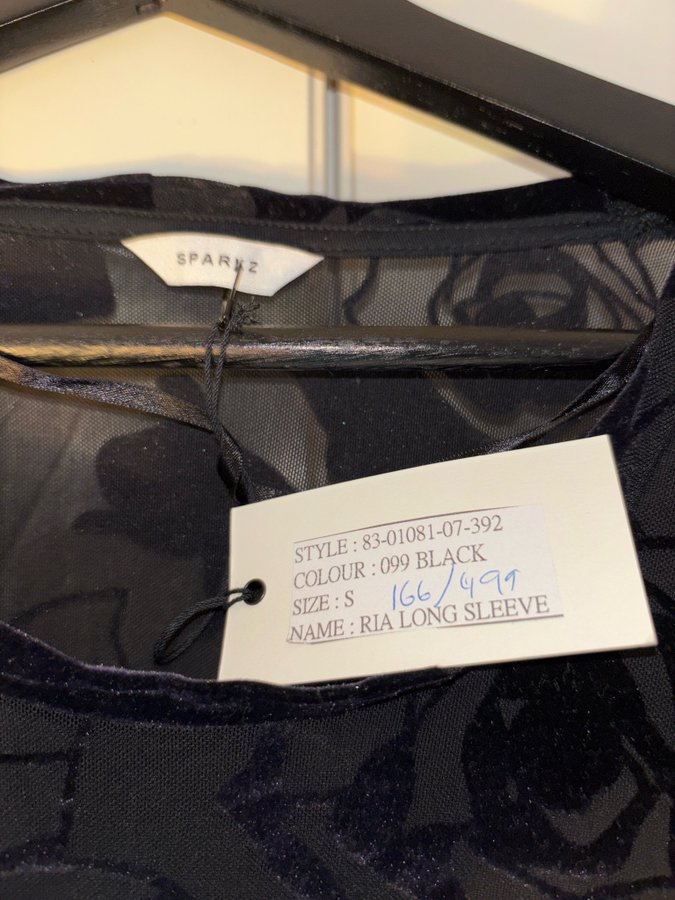 SPARKZ
STYLE : 83-01081-07-392
COLOUR : 099 BLACK
SIZE : S 166/499
NAME : RIA LONG SLEEVE